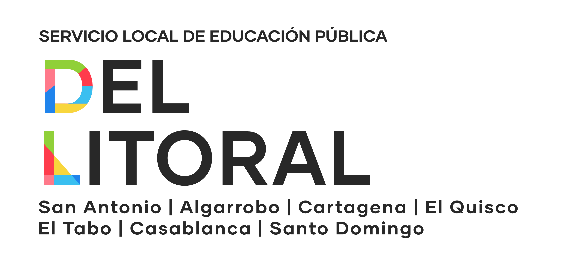 SERVICIO LOCAL DE EDUCACIÓN PÚBLICA
DEL
LITORAL
San Antonio | Algarrobo | Cartagena | El Quisco
El Tabo | Casablanca | Santo Domingo